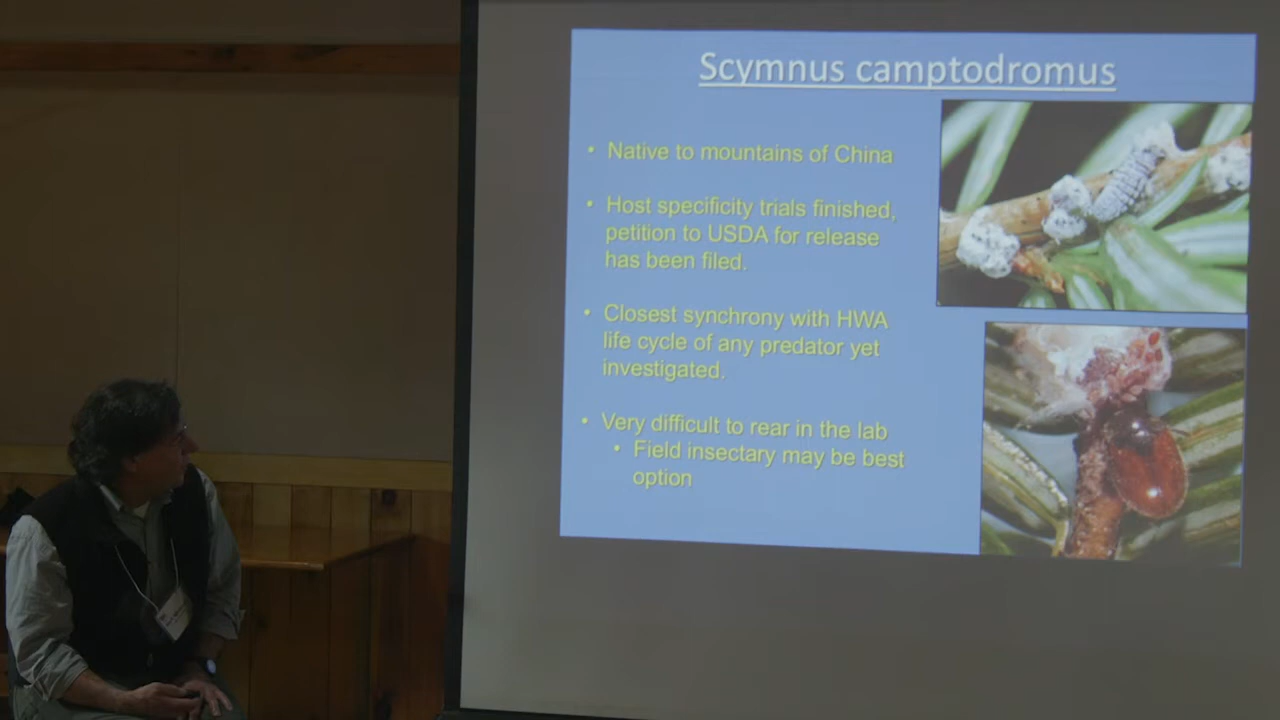 Scymnus camptodromus
• Native to mountains of China
• Host specificity trials finished,
petition to USDA for release
has been filed.
• Closest synchrony with HWA
life cycle of any predator yet
investigated.
• Very difficult to rear in the lab
• Field insectary may be best
option